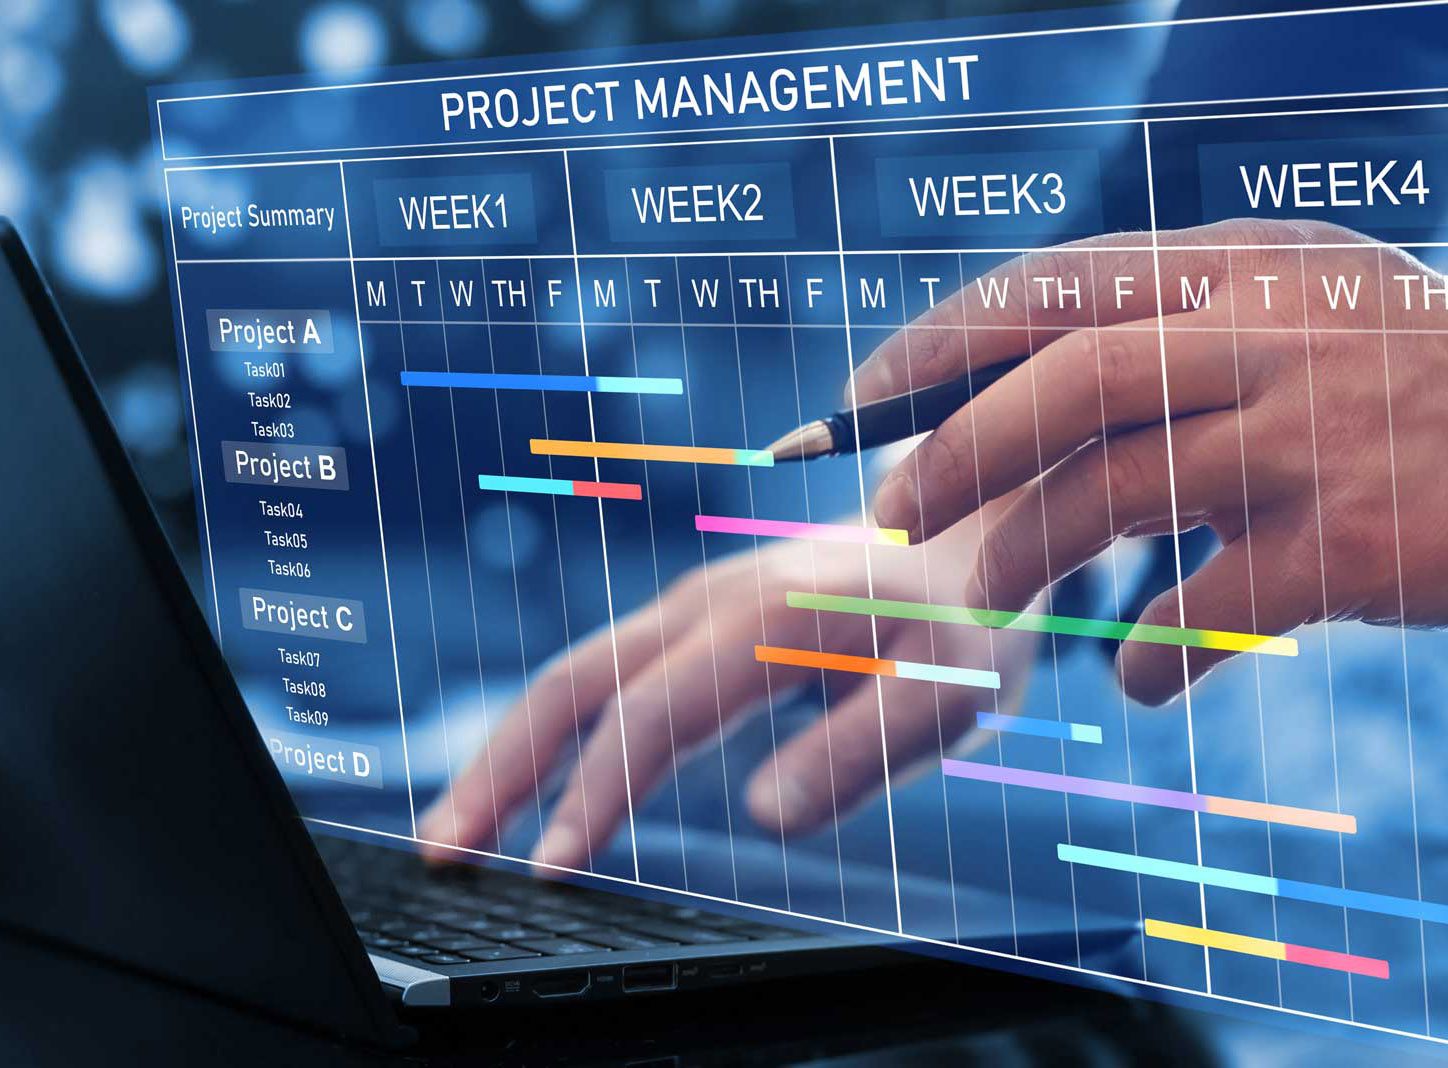 PROJECT MANAGEMENT
Project Summary WEEK1 WEEK2 WEEK3 WEEK4
M T W TH F M T W TH F M T W TH F M T W TH
Project A
Task01
Task02
Task03
Project B
Task04
Task05
Task06
Project C
Task07
Task08
Task09
Project D